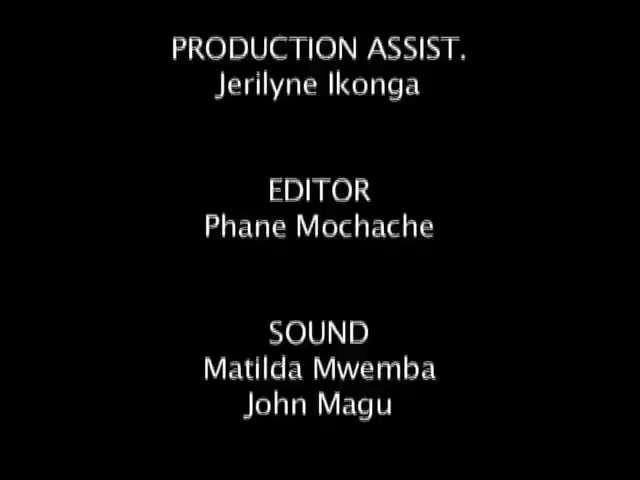 PRODUCTION ASSIST.
Jerilyne Ikonga
EDITOR
Phane Mochache
SOUND
Matilda Mwemba
John Magu